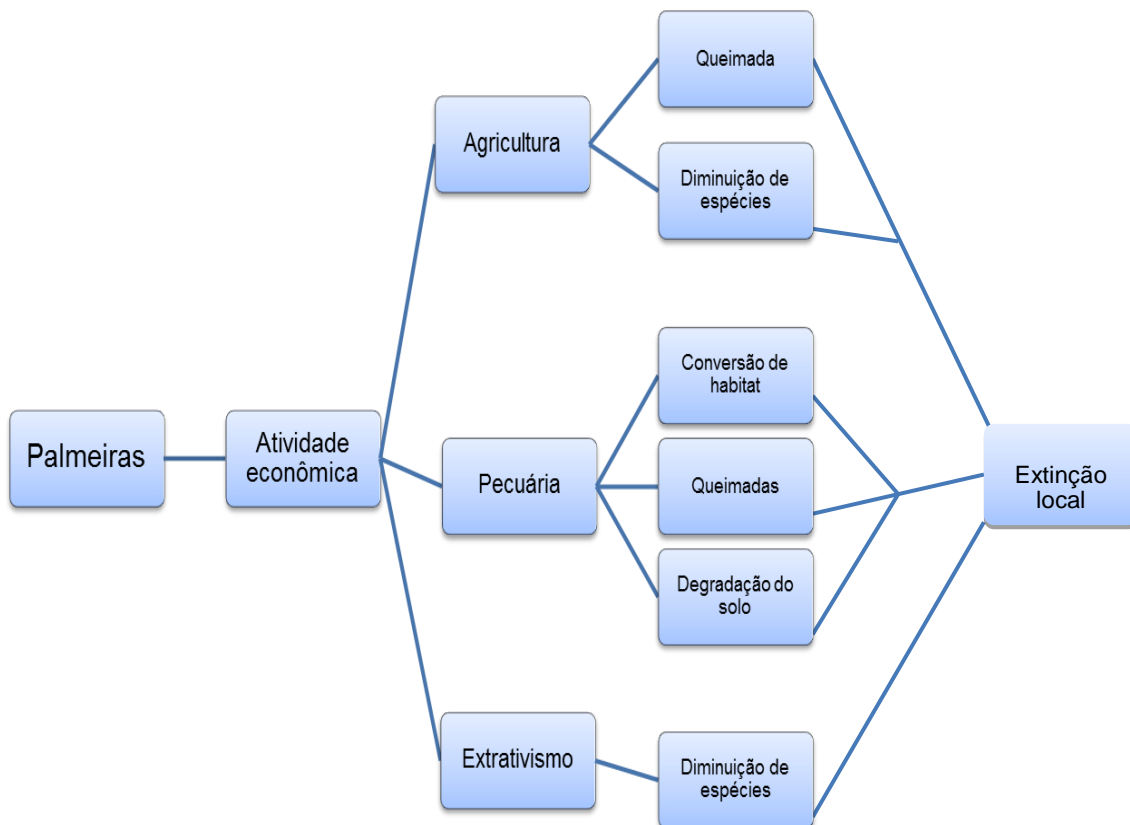 Palmeiras
Atividade
econômica
Agricultura
Queimada
Diminuição de
espécies
Pecuária
Conversão de
habitat
Queimadas
Degradação do
solo
Extrativismo
Diminuição de
espécies
Extinção
local